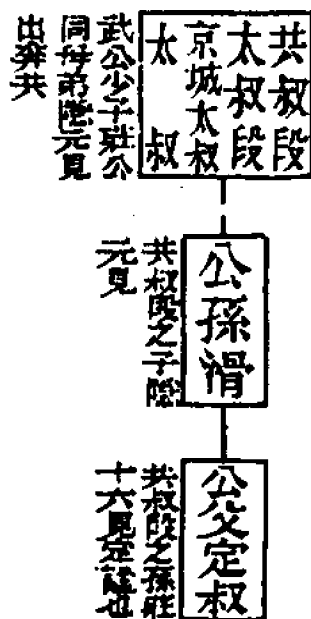 共叔段
太叔段
京城太叔
太叔
武公少子莊公
同母弟隱元見
出奔共
公孫滑
共叔段之子隱
元見
公父定叔
共叔段之孫莊
十六見定諡也